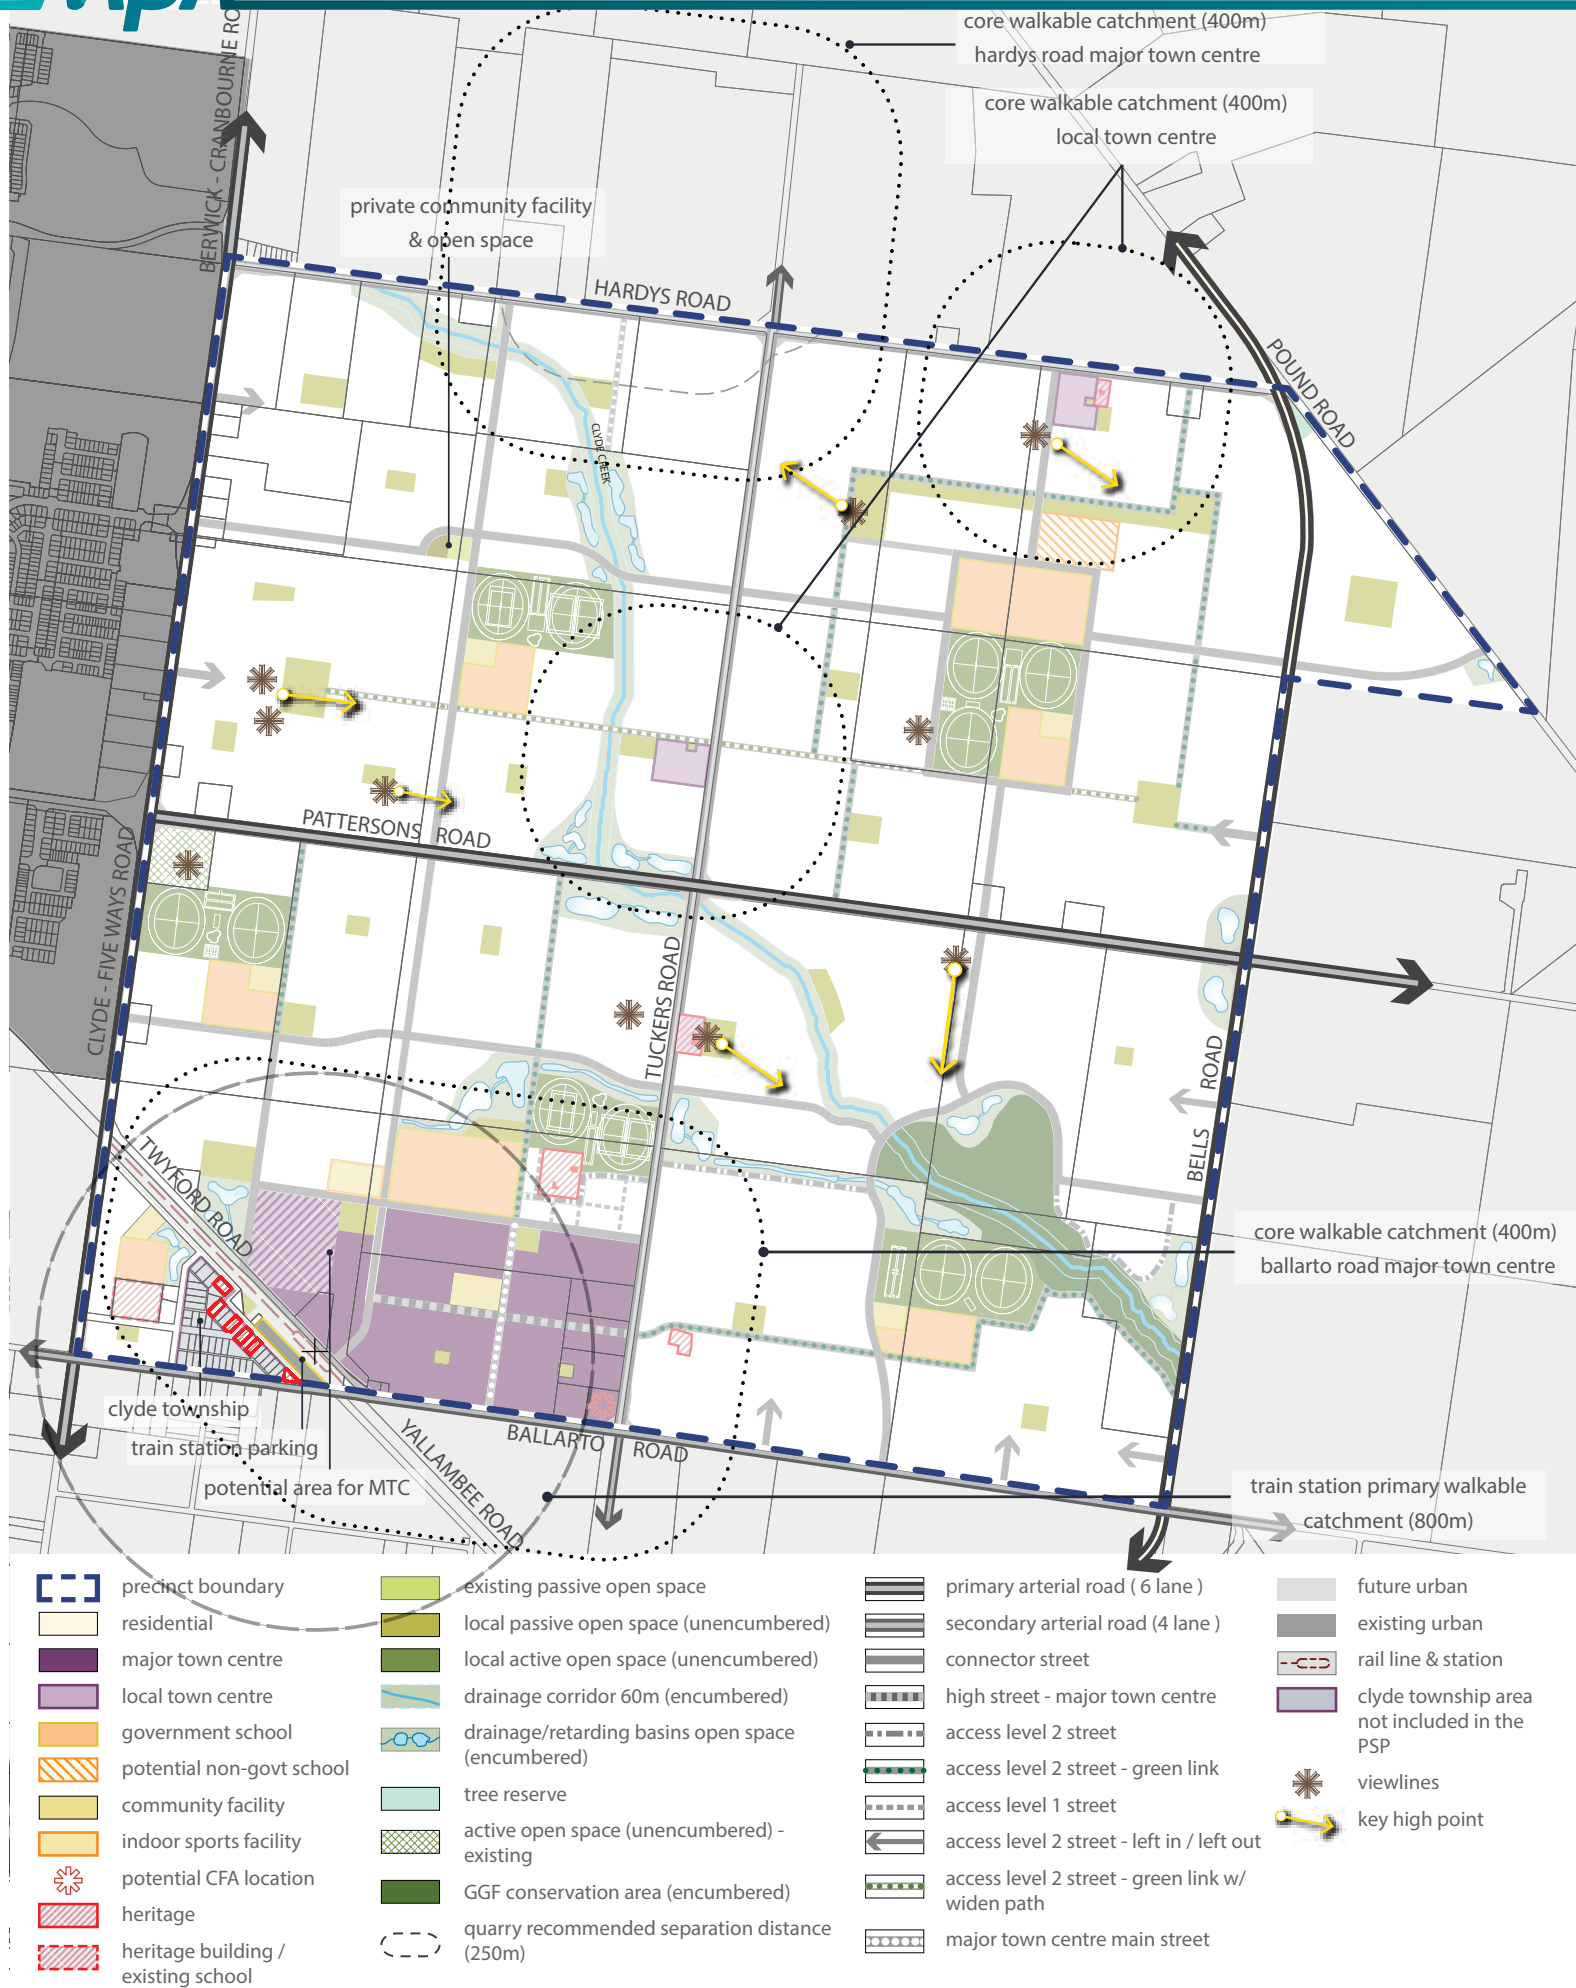 mpa
core walkable catchment (400m)
hardys road major town centre
core walkable catchment (400m)
local town centre
BERWICK - CRANBOURNE RO
private community facility
& open space
HARDYS ROAD
POUND ROAD
CLYDE CREEK
PATTERSONS ROAD
CLYDE - FIVE WAYS ROAD
TUCKERS ROAD
BELLS ROAD
TWYFORD ROAD
core walkable catchment (400m)
ballarto road major town centre
clyde township
train station parking
potential area for MTC
YALLAMBEE ROAD
BALLARTO ROAD
train station primary walkable
catchment (800m)
precinct boundary
residential
major town centre
local town centre
government school
potential non-govt school
community facility
indoor sports facility
potential CFA location
heritage
heritage building /
existing school
existing passive open space
local passive open space (unencumbered)
local active open space (unencumbered)
drainage corridor 60m (encumbered)
drainage/retarding basins open space
(encumbered)
tree reserve
active open space (unencumbered) -
existing
GGF conservation area (encumbered)
quarry recommended separation distance
(250m)
primary arterial road ( 6 lane )
secondary arterial road (4 lane )
connector street
high street - major town centre
access level 2 street
access level 2 street - green link
access level 1 street
access level 2 street - left in / left out
access level 2 street - green link w/
widen path
major town centre main street
future urban
existing urban
rail line & station
clyde township area
not included in the
PSP
viewlines
key high point